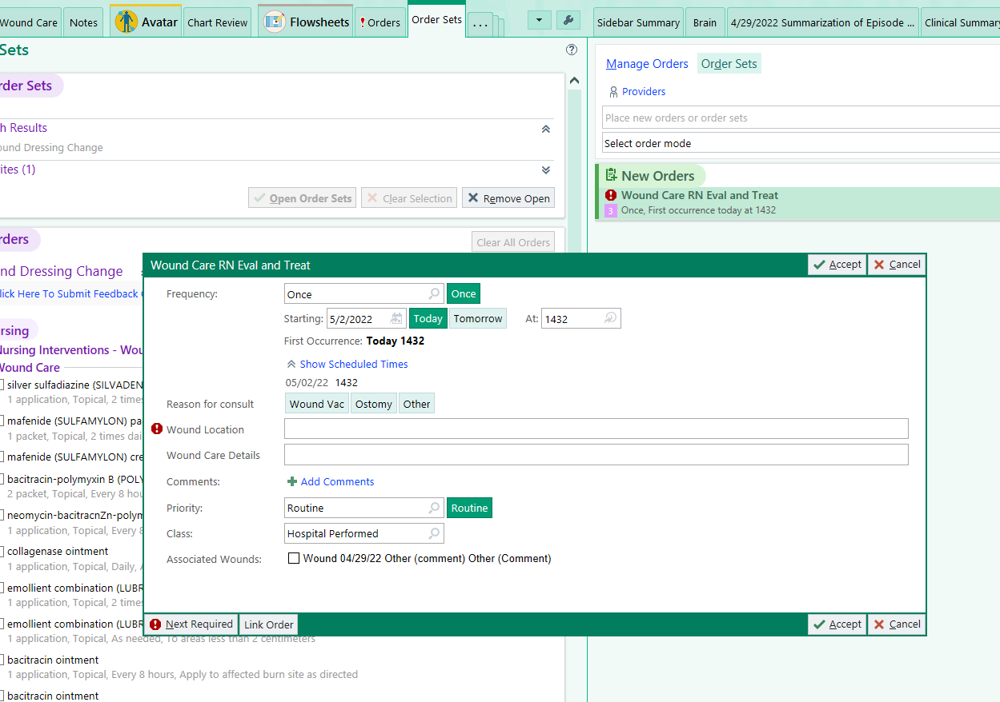 Wound Care Notes Avatar Chart Review Flowsheets ! Orders Order Sets ... Sidebar Summary Brain 4/29/2022 Summarization of Episode ... Clinical Summary
Sets ?
rder Sets
h Results
ound Dressing Change
ites (1)
Open Order Sets Clear Selection Remove Open
rders
Clear All Orders
nd Dressing Change
lick Here To Submit Feedback
rsing
Nursing Interventions - Wou
Wound Care
silver sulfadiazine (SILVADEN
1 application, Topical, 2 times
mafenide (SULFAMYLON) pa
1 packet, Topical, 2 times dai
mafenide (SULFAMYLON) cre
bacitracin-polymyxin B (POLY
2 packet, Topical, Every 8 hou
neomycin-bacitracnZn-polym
1 application, Topical, Every 8
collagenase ointment
1 application, Topical, Daily, A
emollient combination (LUBR
1 application, Topical, 2 times
emollient combination (LUBR
1 application, Topical, As needed, To areas less than 2 centimeters
bacitracin ointment
1 application, Topical, Every 8 hours, Apply to affected burn site as directed
bacitracin ointment
Manage Orders Order Sets
Providers
Place new orders or order sets
Select order mode
New Orders
! Wound Care RN Eval and Treat
3 Once, First occurrence today at 1432
Wound Care RN Eval and Treat Accept Cancel
Frequency: Once Once
Starting: 5/2/2022 Today Tomorrow At: 1432
First Occurrence: Today 1432
Show Scheduled Times
05/02/22 1432
Reason for consult Wound Vac Ostomy Other
! Wound Location
Wound Care Details
Comments: Add Comments
Priority: Routine Routine
Class: Hospital Performed
Associated Wounds: Wound 04/29/22 Other (comment) Other (Comment)
! Next Required Link Order Accept Cancel